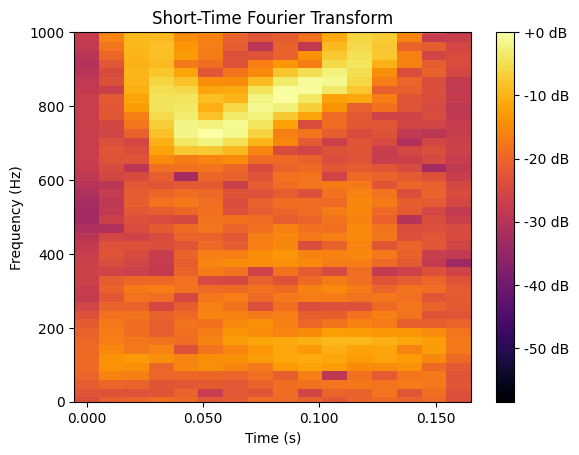 Short-Time Fourier Transform
1000
800
600
400
200
0
Frequency (Hz)
0.000
0.050
0.100
0.150
Time (s)
+0 dB
-10 dB
-20 dB
-30 dB
-40 dB
-50 dB